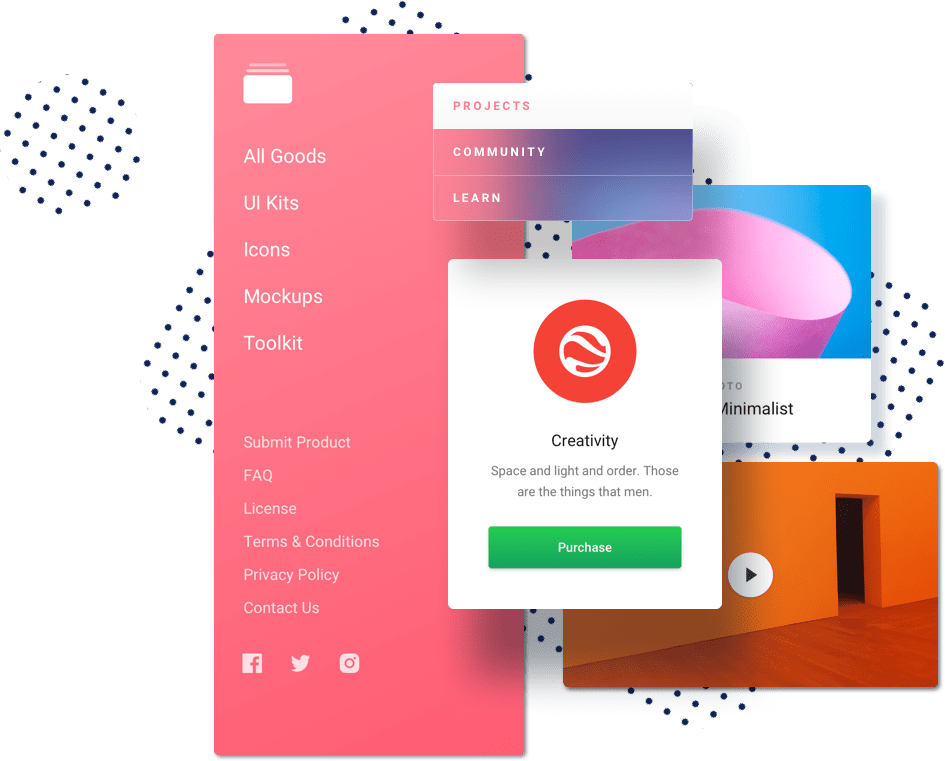 All Goods
UI Kits
Icons
Mockups
Toolkit
Submit Product
FAQ
License
Terms & Conditions
Privacy Policy
Contact Us
PROJECTS
COMMUNITY
LEARN
Creativity
Space and light and order. Those
are the things that men.
Purchase
OTO
Minimalist